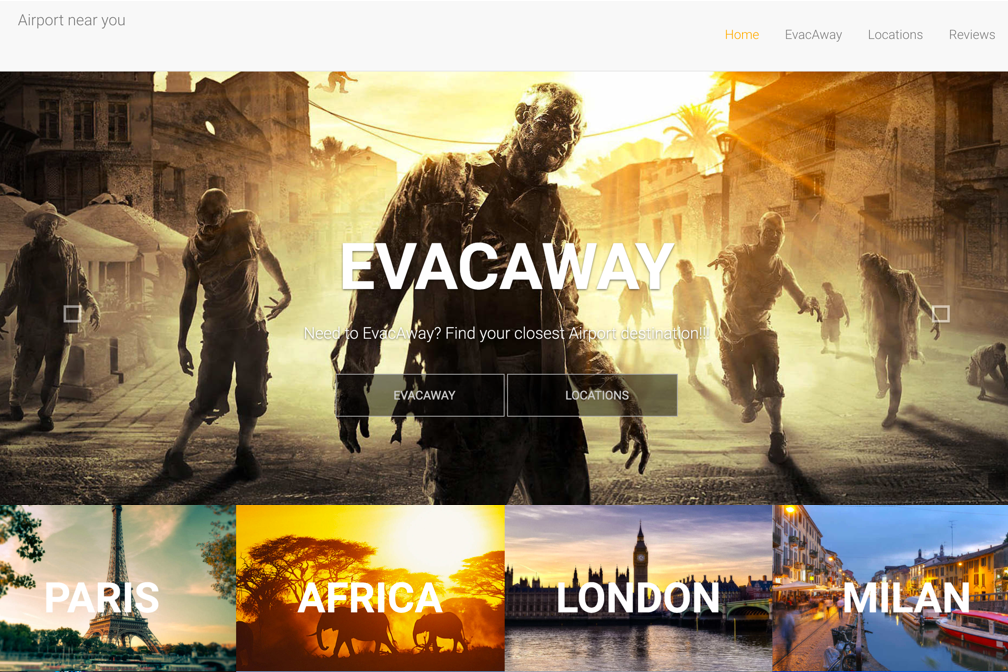 Airport near you
Home EvacAway Locations Reviews
EVACAWAY
Need to EvacAway? Find your closest Airport destination!!!
EVACAWAY LOCATIONS
PARIS AFRICA LONDON MILAN